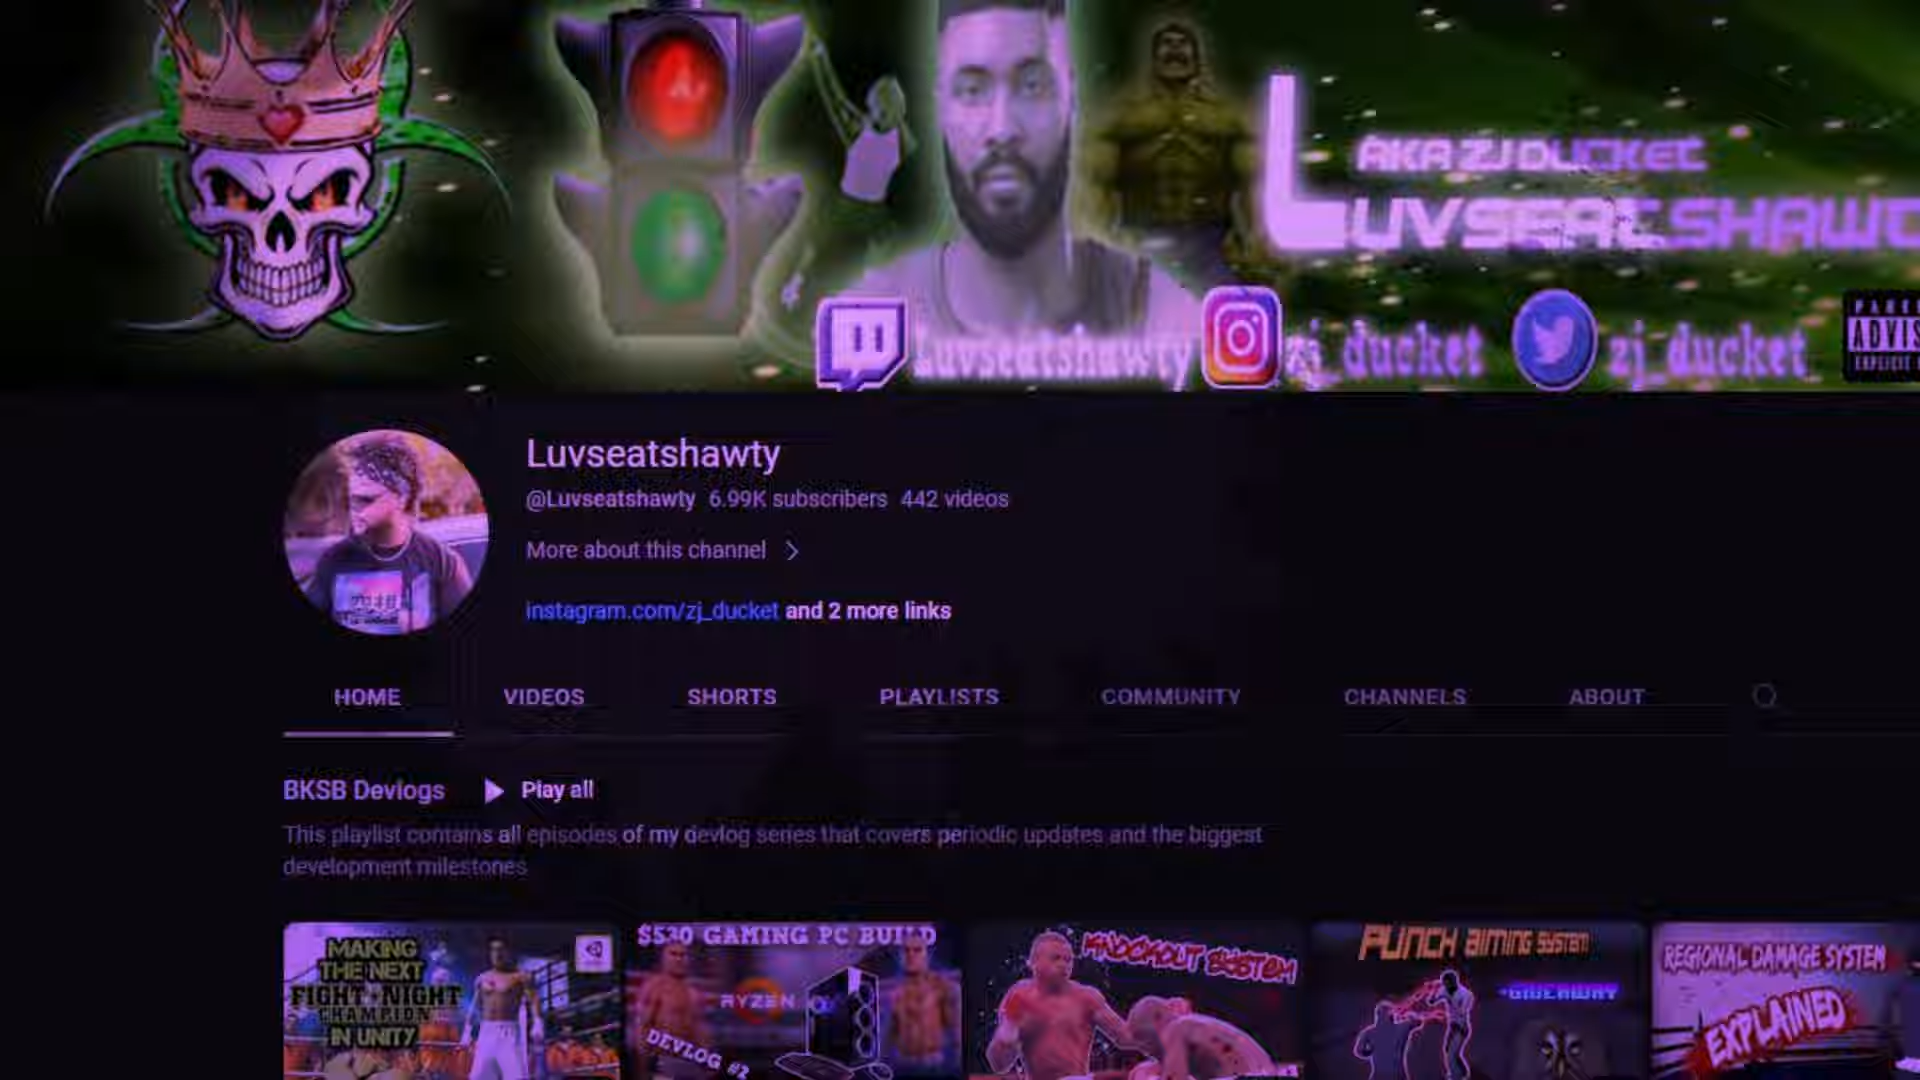 AKA ZJ DUCKET
LUVSEATSHAWT
luvseatshawty
zj_ducket
zj_ducket
ADVIS
EXPLICIT
Luvseatshawty
@Luvseatshawty 6.99K subscribers 442 videos
More about this channel
instagram.com/zj_ducket and 2 more links
HOME VIDEOS SHORTS PLAYLISTS COMMUNITY CHANNELS ABOUT
BKSB Devlogs Play all
This playlist contains all episodes of my devlog series that covers periodic updates and the biggest
development milestones
MAKING
THE NEXT
FIGHT NIGHT
CHAMPION
IN UNITY
$530 GAMING PC BUILD
RYZEN
DEVLOG #2
KNOCKOUT SYSTEM
PUNCH AIMING SYSTEM
+GIVEAWAY
REGIONAL DAMAGE SYSTEM
EXPLAINED